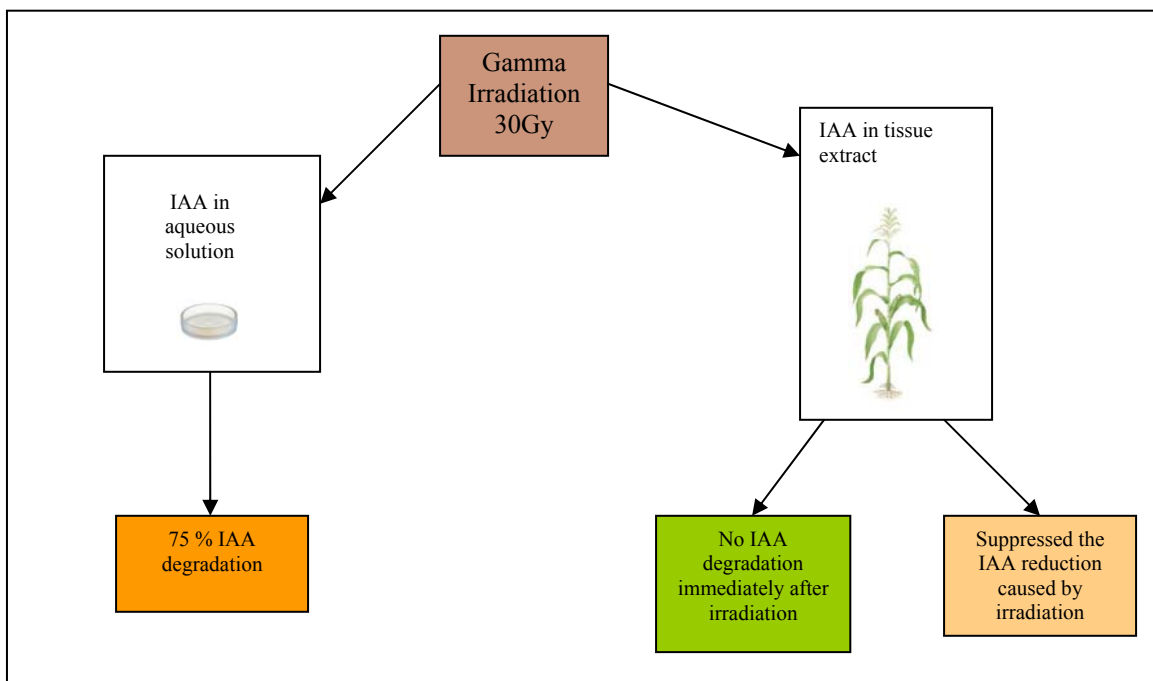 Gamma
Irradiation
30Gy
IAA in
aqueous
solution
IAA in tissue
extract
75 % IAA
degradation
No IAA
degradation
immediately after
irradiation
Suppressed the
IAA reduction
caused by
irradiation